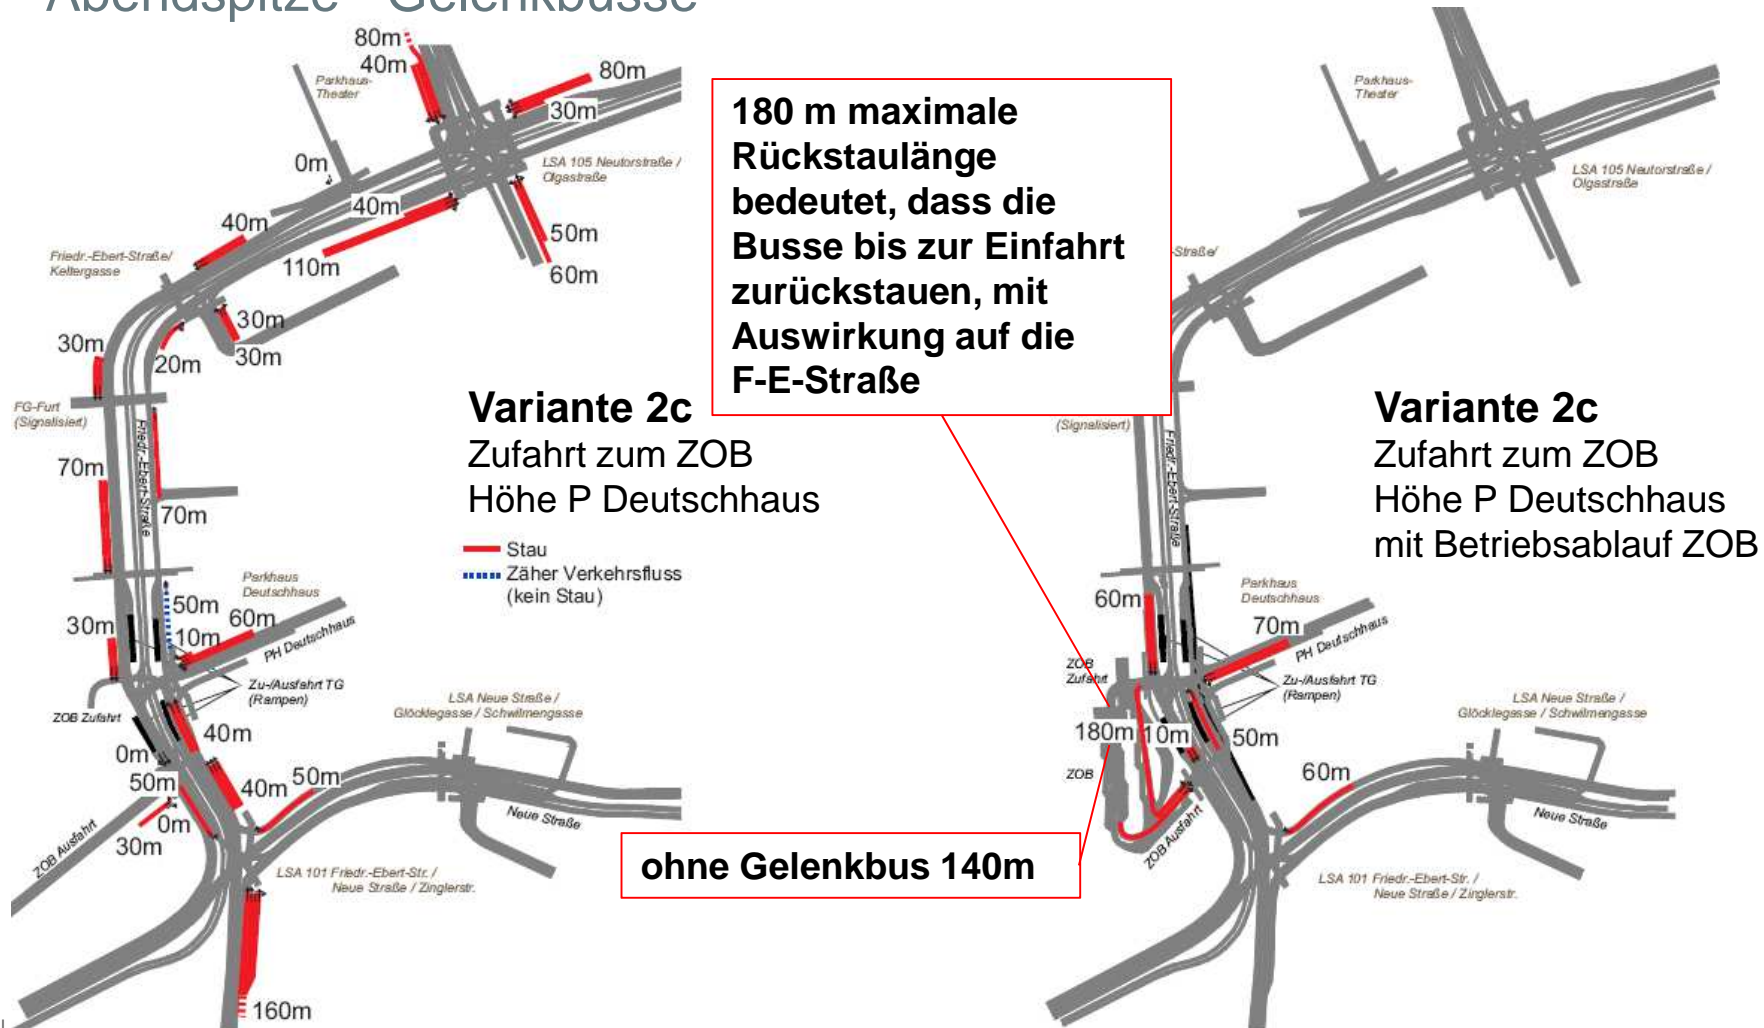 Abendspitze - Gelenkbusse
80m
40m
80m
30m
Parkhaus-
Theater
0m
LSA 105 Neutorstraße /
Olgastraße
40m
40m
50m
60m
110m
Friedr.-Ebert-Straße/
Keltergasse
30m
30m
30m
20m
FG-Furt
(Signalisiert)
Friedr.-Ebert-Straße
70m
70m
Variante 2c
Zufahrt zum ZOB
Höhe P Deutschhaus
Stau
Zäher Verkehrsfluss
(kein Stau)
Parkhaus
Deutschhaus
50m
60m
30m
10m
PH Deutschhaus
Zu-/Ausfahrt TG
(Rampen)
ZOB Zufahrt
LSA Neue Straße /
Glöcklegasse / Schwilmengasse
40m
0m
50m
40m
50m
0m
30m
Neue Straße
ZOB Ausfahrt
LSA 101 Friedr.-Ebert-Str. /
Neue Straße / Zinglerstr.
160m
180 m maximale
Rückstaulänge
bedeutet, dass die
Busse bis zur Einfahrt
zurückstauen, mit
Auswirkung auf die
F-E-Straße
ohne Gelenkbus 140m
Parkhaus-
Theater
LSA 105 Neutorstraße /
Olgastraße
-Straße/
(Signalisiert)
Friedr.-Ebert-Straße
Variante 2c
Zufahrt zum ZOB
Höhe P Deutschhaus
mit Betriebsablauf ZOB
Parkhaus
Deutschhaus
60m
70m
PH Deutschhaus
ZOB
Zufahrt
Zu-/Ausfahrt TG
(Rampen)
LSA Neue Straße /
Glöcklegasse / Schwilmengasse
180m
10m
50m
ZOB
60m
Neue Straße
ZOB Ausfahrt
LSA 101 Friedr.-Ebert-Str. /
Neue Straße / Zinglerstr.